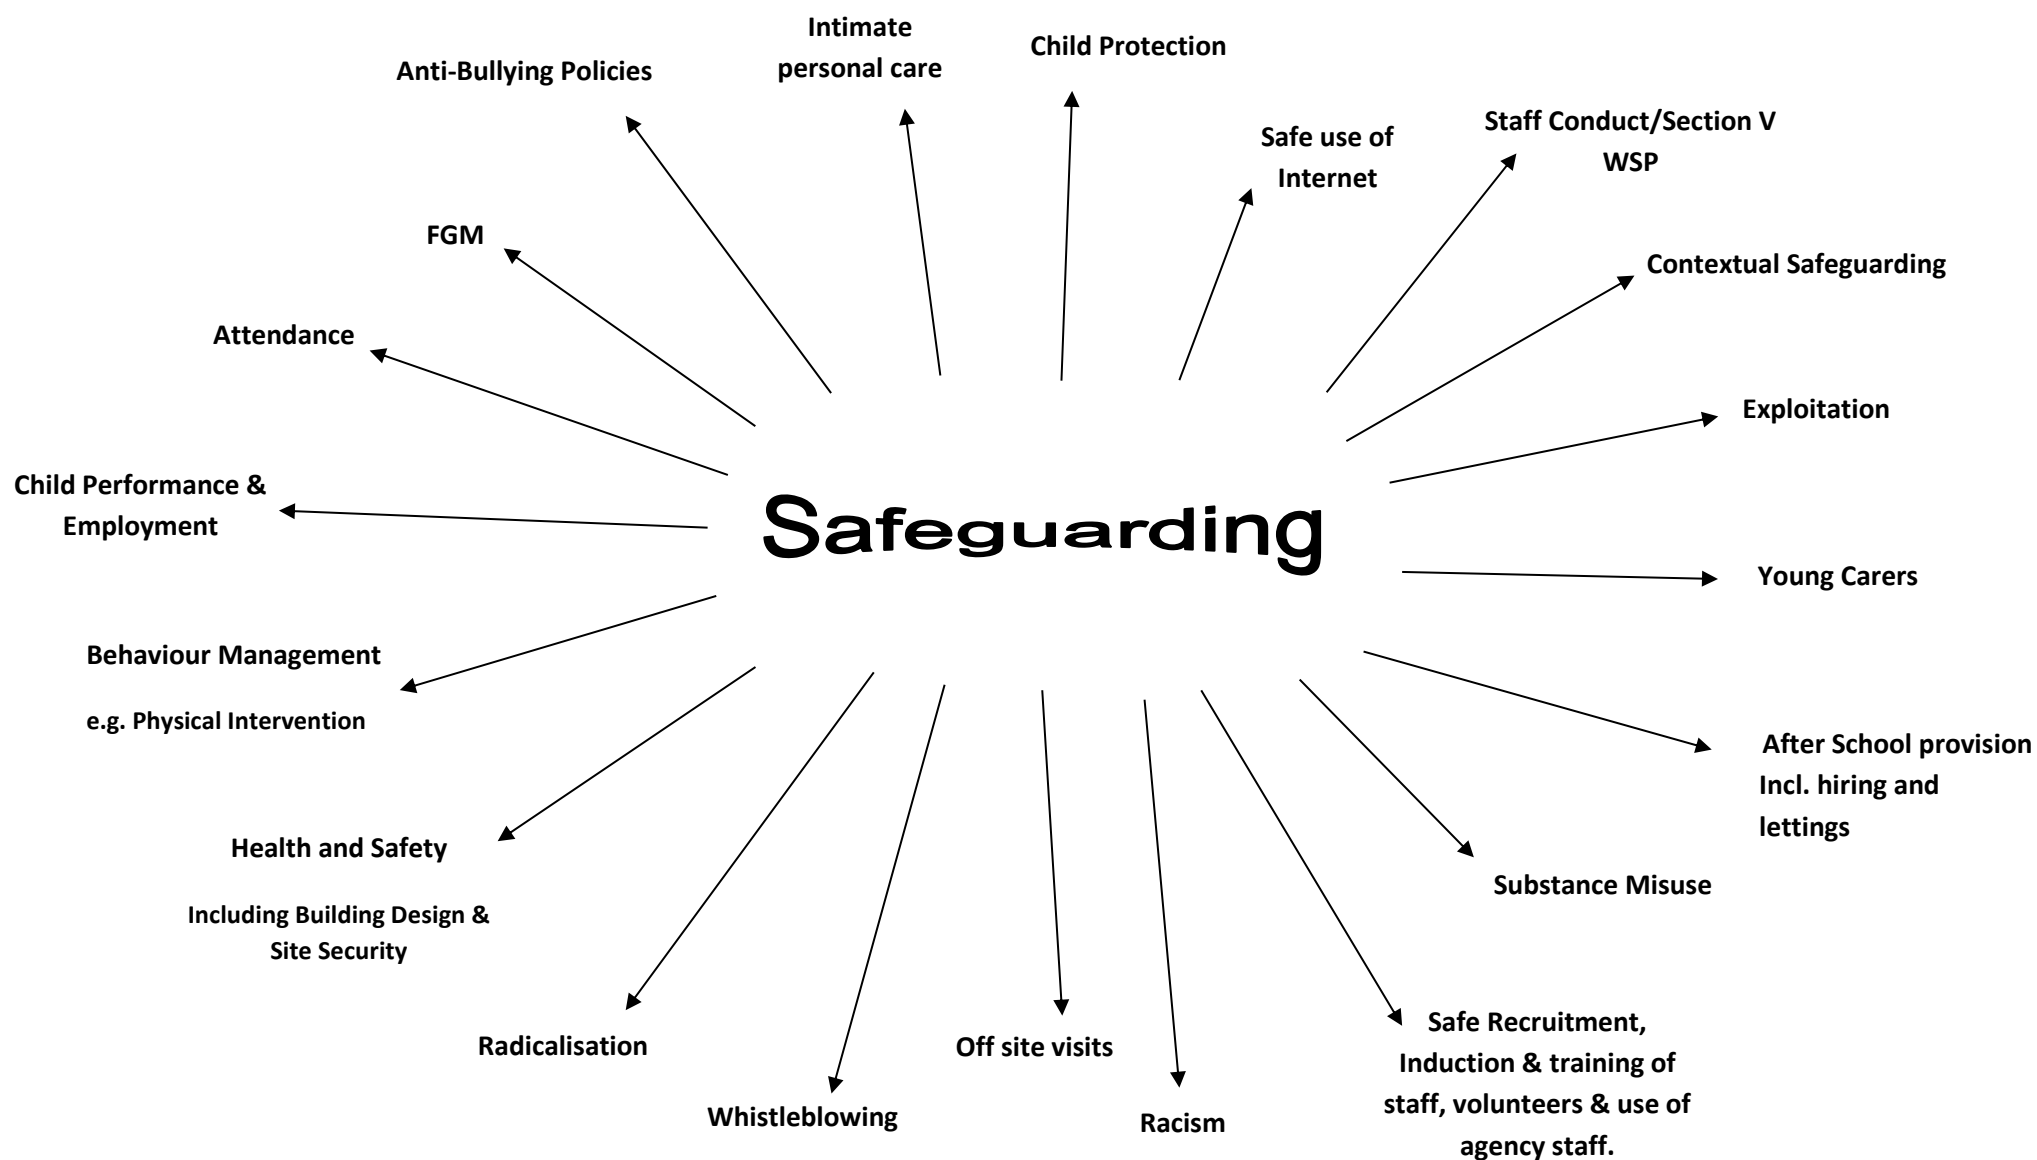 Intimate
personal care
Child Protection
Anti-Bullying Policies
Safe use of
Internet
Staff Conduct/Section V
WSP
FGM
Contextual Safeguarding
Attendance
Exploitation
Child Performance &
Employment
Safeguarding
Young Carers
Behaviour Management
e.g. Physical Intervention
After School provision
Incl. hiring and
lettings
Health and Safety
Including Building Design &
Site Security
Substance Misuse
Radicalisation
Off site visits
Safe Recruitment,
Induction & training of
staff, volunteers & use of
agency staff.
Whistleblowing
Racism